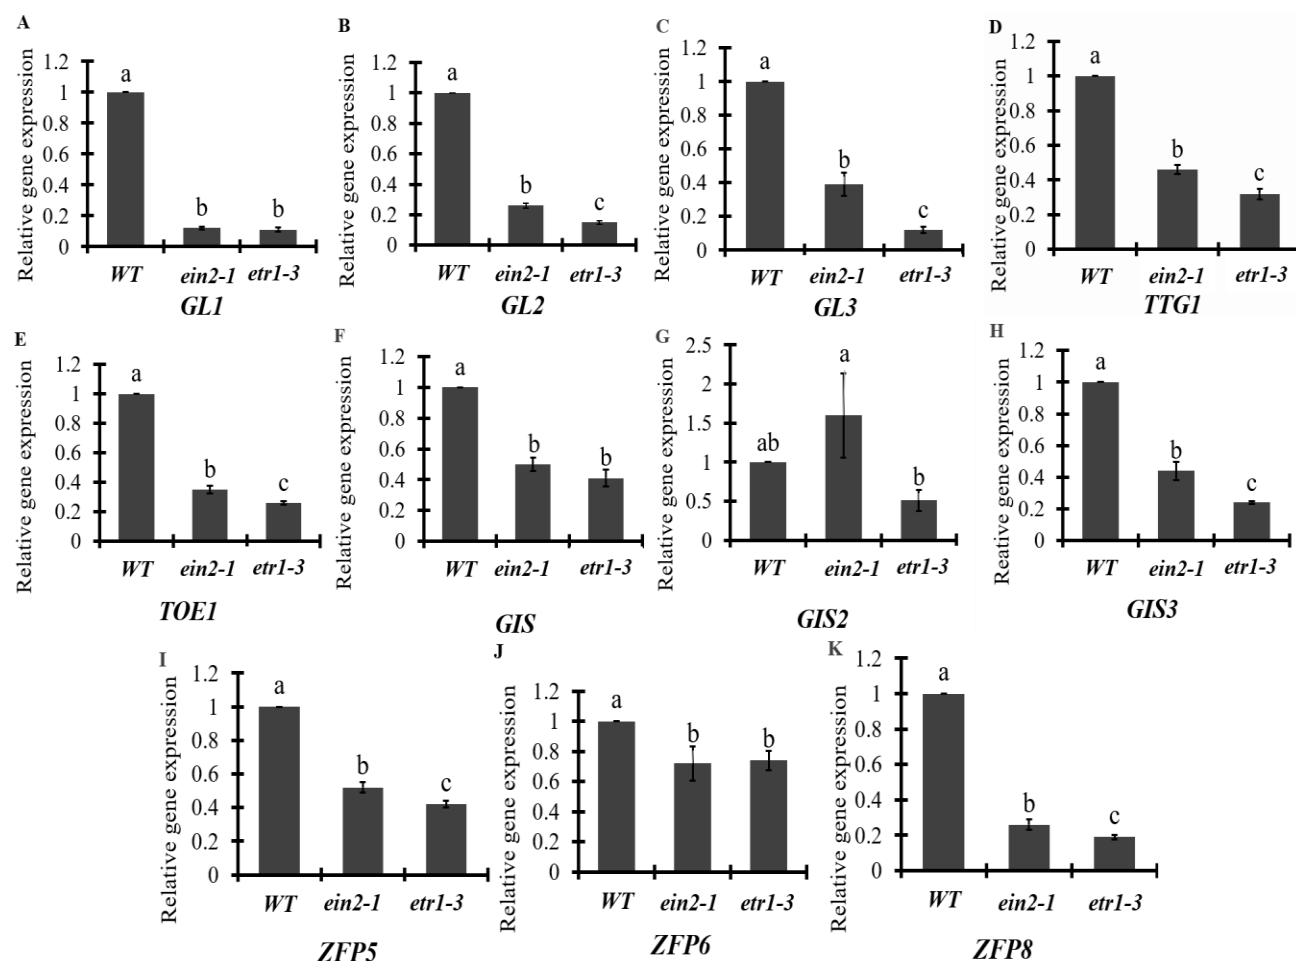 A
Relative gene expression
1.2
1
0.8
0.6
0.4
0.2
0
a
b
b
WT
ein2-1
etr1-3
GL1
B
Relative gene expression
1.2
1
0.8
0.6
0.4
0.2
0
a
b
c
WT
ein2-1
etr1-3
GL2
C
Relative gene expression
1.2
1
0.8
0.6
0.4
0.2
0
a
b
c
WT
ein2-1
etr1-3
GL3
D
Relative gene expression
1.2
1
0.8
0.6
0.4
0.2
0
a
b
c
WT
ein2-1
etr1-3
TTG1
E
Relative gene expression
1.2
1
0.8
0.6
0.4
0.2
0
a
b
c
WT
ein2-1
etr1-3
TOE1
F
Relative gene expression
1.2
1
0.8
0.6
0.4
0.2
0
a
b
b
WT
ein2-1
etr1-3
GIS
G
Relative gene expression
2.5
2
1.5
1
0.5
0
ab
a
b
WT
ein2-1
etr1-3
GIS2
H
Relative gene expression
1.2
1
0.8
0.6
0.4
0.2
0
a
b
c
WT
ein2-1
etr1-3
GIS3
I
Relative gene expression
1.2
1
0.8
0.6
0.4
0.2
0
a
b
c
WT
ein2-1
etr1-3
ZFP5
J
Relative gene expression
1.2
1
0.8
0.6
0.4
0.2
0
a
b
b
WT
ein2-1
etr1-3
ZFP6
K
Relative gene expression
1.2
1
0.8
0.6
0.4
0.2
0
a
b
c
WT
ein2-1
etr1-3
ZFP8